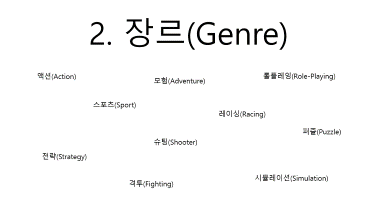 2. 장르(Genre)
액션(Action)
모험(Adventure)
롤플레잉(Role-Playing)
스포츠(Sport)
레이싱(Racing)
퍼즐(Puzzle)
슈팅(Shooter)
전략(Strategy)
격투(Fighting)
시뮬레이션(Simulation)